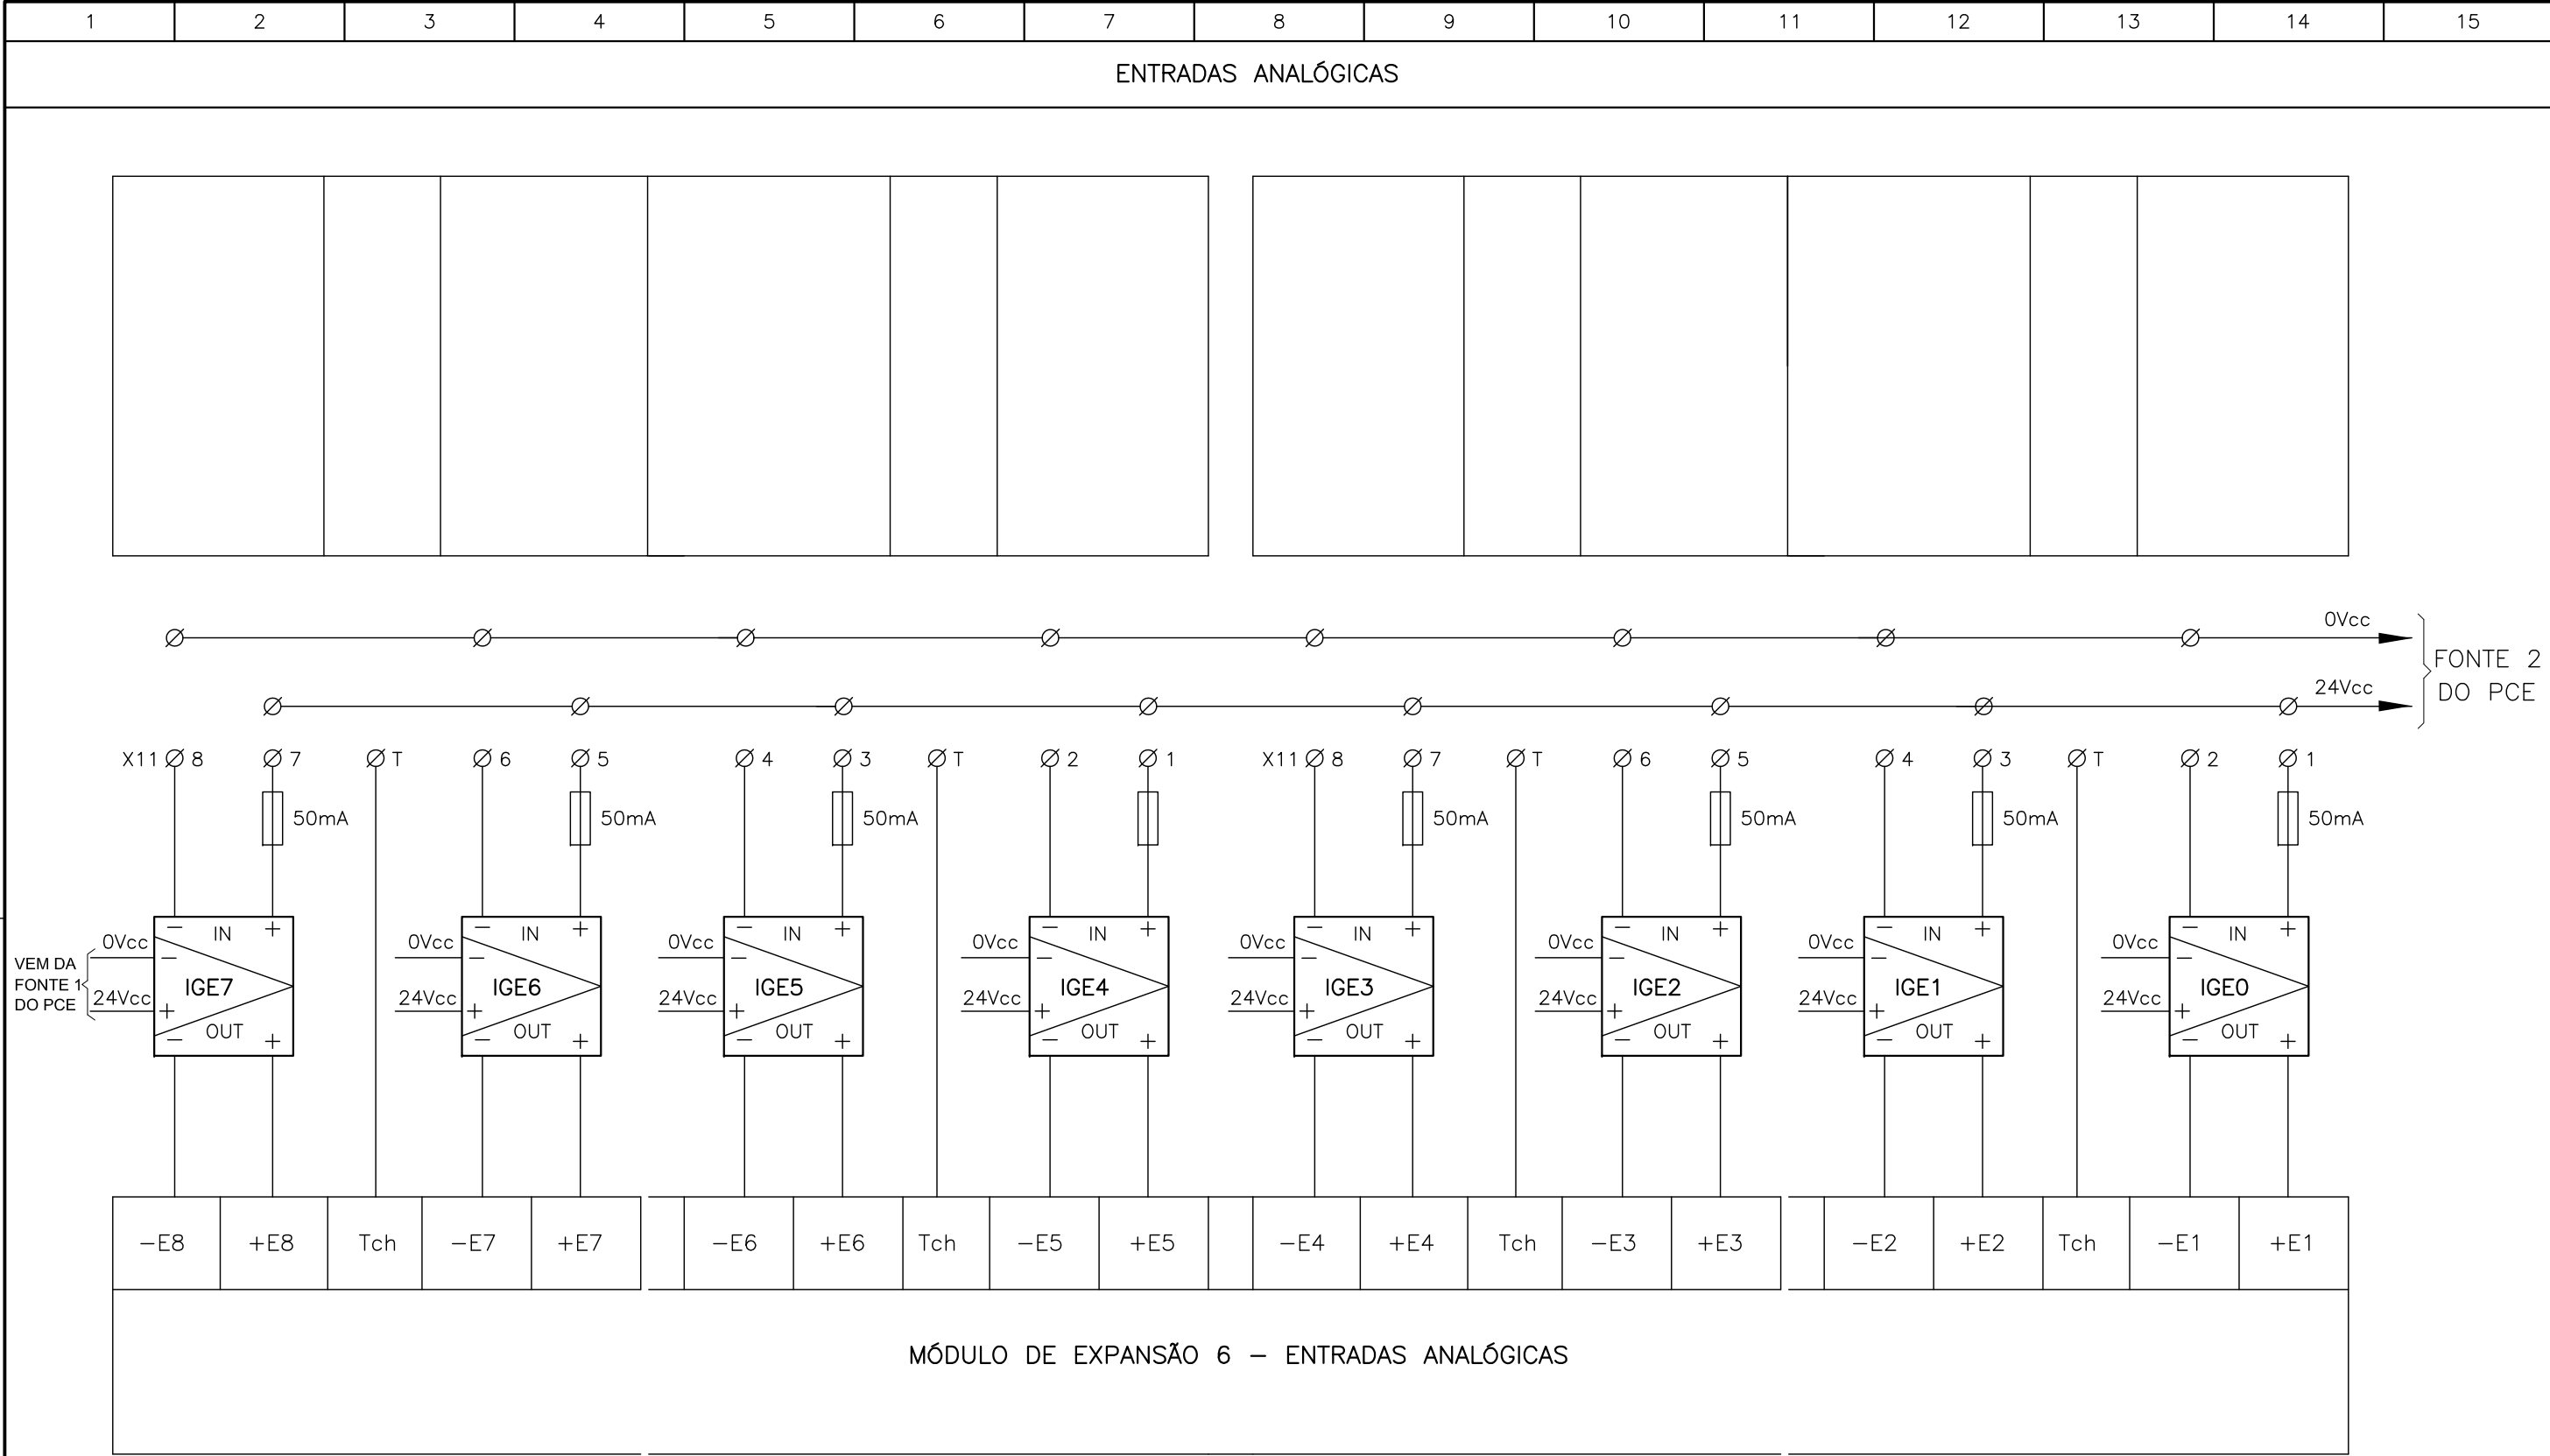 1 2 3 4 5 6 7 8 9 10 11 12 13 14 15
ENTRADAS ANALÓGICAS
0Vcc
24Vcc
FONTE 2
DO PCE
X11 8 7 T 6 5 4 3 T 2 1 X11 8 7 T 6 5 4 3 T 2 1
50mA 50mA 50mA 50mA 50mA 50mA 50mA
− IN + − IN + − IN + − IN + − IN + − IN + − IN + − IN +
0Vcc − 0Vcc − 0Vcc − 0Vcc − 0Vcc − 0Vcc − 0Vcc − 0Vcc −
VEM DA
FONTE 1
DO PCE
IGE7 IGE6 IGE5 IGE4 IGE3 IGE2 IGE1 IGE0
24Vcc + 24Vcc + 24Vcc + 24Vcc + 24Vcc + 24Vcc + 24Vcc + 24Vcc +
− OUT + − OUT + − OUT + − OUT + − OUT + − OUT + − OUT + − OUT +
−E8 +E8 Tch −E7 +E7 −E6 +E6 Tch −E5 +E5 −E4 +E4 Tch −E3 +E3 −E2 +E2 Tch −E1 +E1
MÓDULO DE EXPANSÃO 6 − ENTRADAS ANALÓGICAS